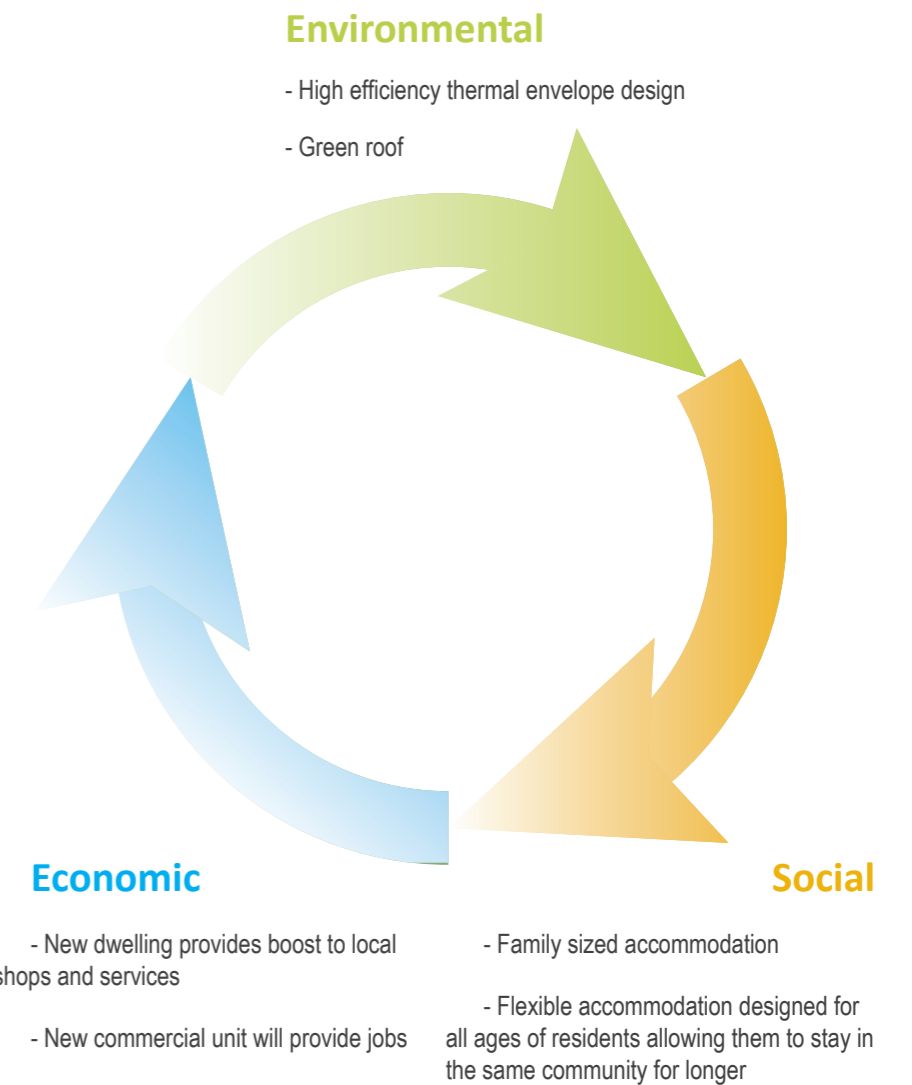 Environmental
- High efficiency thermal envelope design
- Green roof
Economic
- New dwelling provides boost to local
shops and services
- New commercial unit will provide jobs
Social
- Family sized accommodation
- Flexible accommodation designed for
all ages of residents allowing them to stay in
the same community for longer